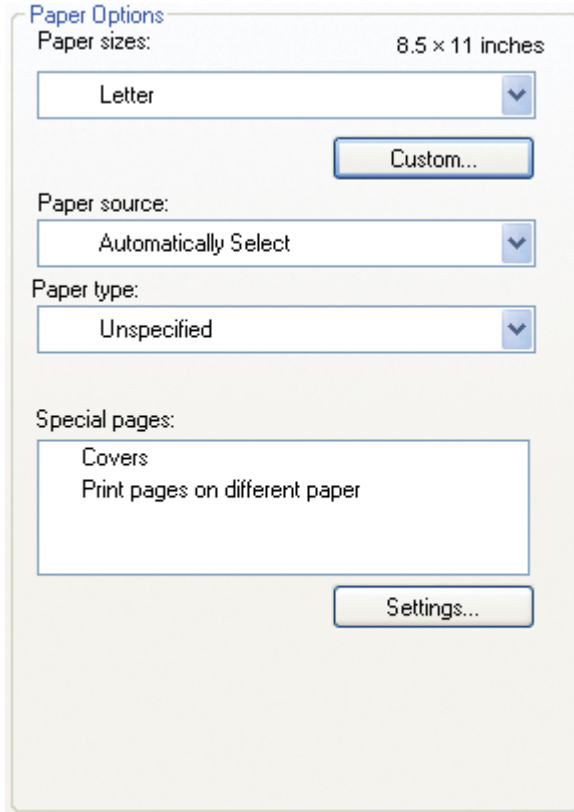 Paper Options
Paper sizes: 8.5 × 11 inches
Letter
Custom...
Paper source:
Automatically Select
Paper type:
Unspecified
Special pages:
Covers
Print pages on different paper
Settings...